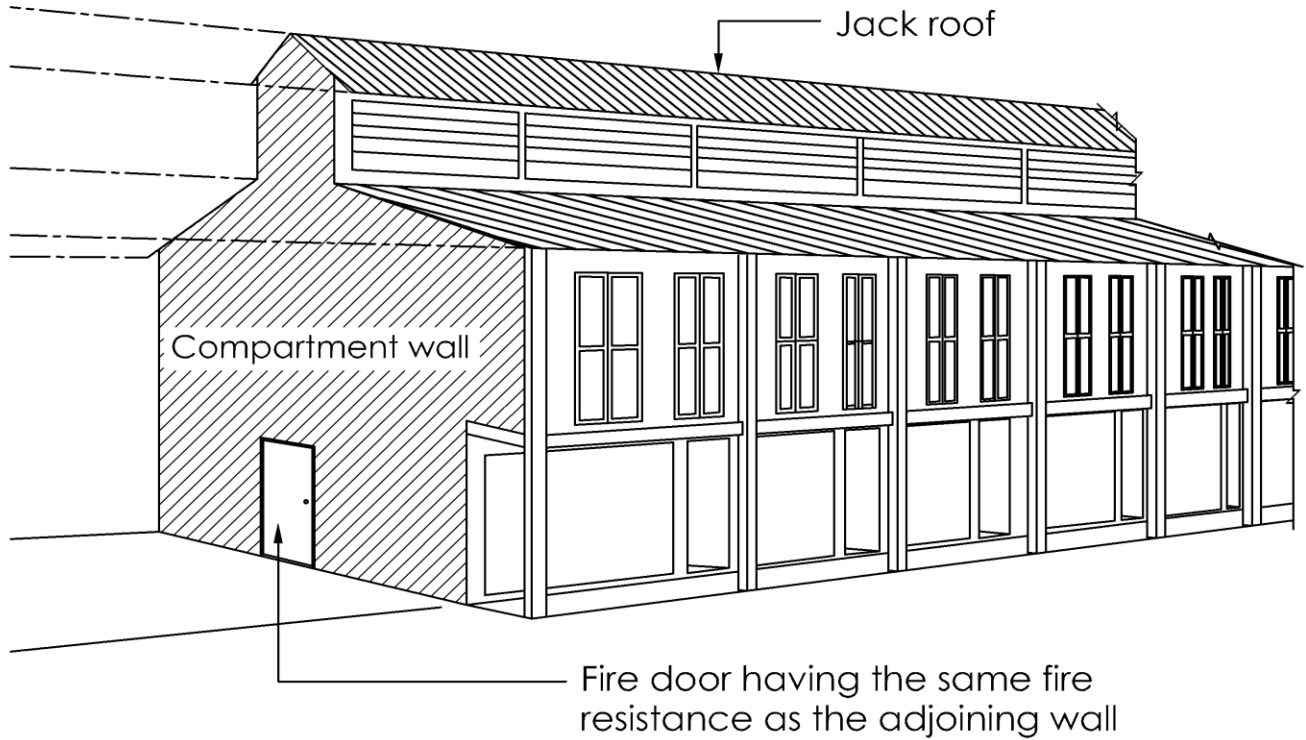 Jack roof
Compartment wall
Fire door having the same fire
resistance as the adjoining wall